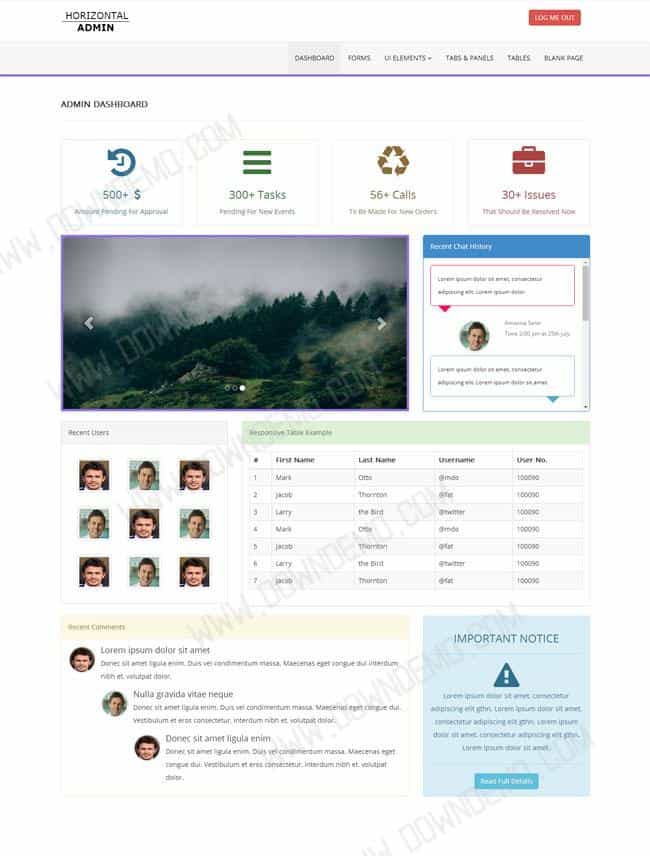 HORIZONTAL
ADMIN
LOG ME OUT
DASHBOARD FORMS UI ELEMENTS TABS & PANELS TABLES BLANK PAGE
ADMIN DASHBOARD
500+ $
Amount Pending For Approval
300+ Tasks
Pending For New Events
56+ Calls
To Be Made For New Orders
30+ Issues
That Should Be Resolved Now
Recent Chat History
Lorem ipsum dolor sit amet, consectetur
adipiscing elit. Lorem ipsum dolor
Time 2:00 pm at 25th july
Lorem ipsum dolor sit amet, consectetur
adipiscing elit. Lorem ipsum dolor sit amet
Recent Users
Responsive Table Example
# First Name Last Name Username User No.
1 Mark Otto @mdo 100090
2 Jacob Thornton @fat 100090
3 Larry the Bird @twitter 100090
4 Mark Otto @mdo 100090
5 Jacob Thornton @fat 100090
6 Larry the Bird @twitter 100090
7 Jacob Thornton @fat 100090
Recent Comments
Lorem ipsum dolor sit amet
Donec sit amet ligula enim. Duis vel condimentum massa. Maecenas eget congue dui. Interdum
nibh et, volutpat dolor.
Nulla gravida vitae neque
Donec sit amet ligula enim. Duis vel condimentum massa. Maecenas eget congue dui.
Vestibulum et eros consectetur, interdum nibh et, volutpat dolor.
Donec sit amet ligula enim
Donec sit amet ligula enim. Duis vel condimentum massa. Maecenas eget
congue dui. Vestibulum et eros consectetur, interdum nibh et, volutpat
dolor.
IMPORTANT NOTICE
Lorem ipsum dolor sit amet, consectetur
adipiscing elit gthn. Lorem ipsum dolor sit amet,
consectetur adipiscing elit gthn. Lorem ipsum
dolor sit amet, consectetur adipiscing elit gthn.
Lorem ipsum dolor sit amet.
Read Full Details
WWW.DOWNDEMO.COM
WWW.DOWNDEMO.COM
WWW.DOWNDEMO.COM
WWW.DOWNDEMO.COM